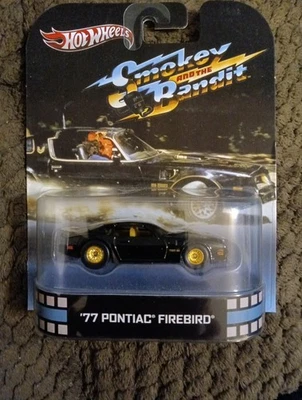 HOT WHEELS
Smokey
AND THE
Bandit
'77 PONTIAC® FIREBIRD®